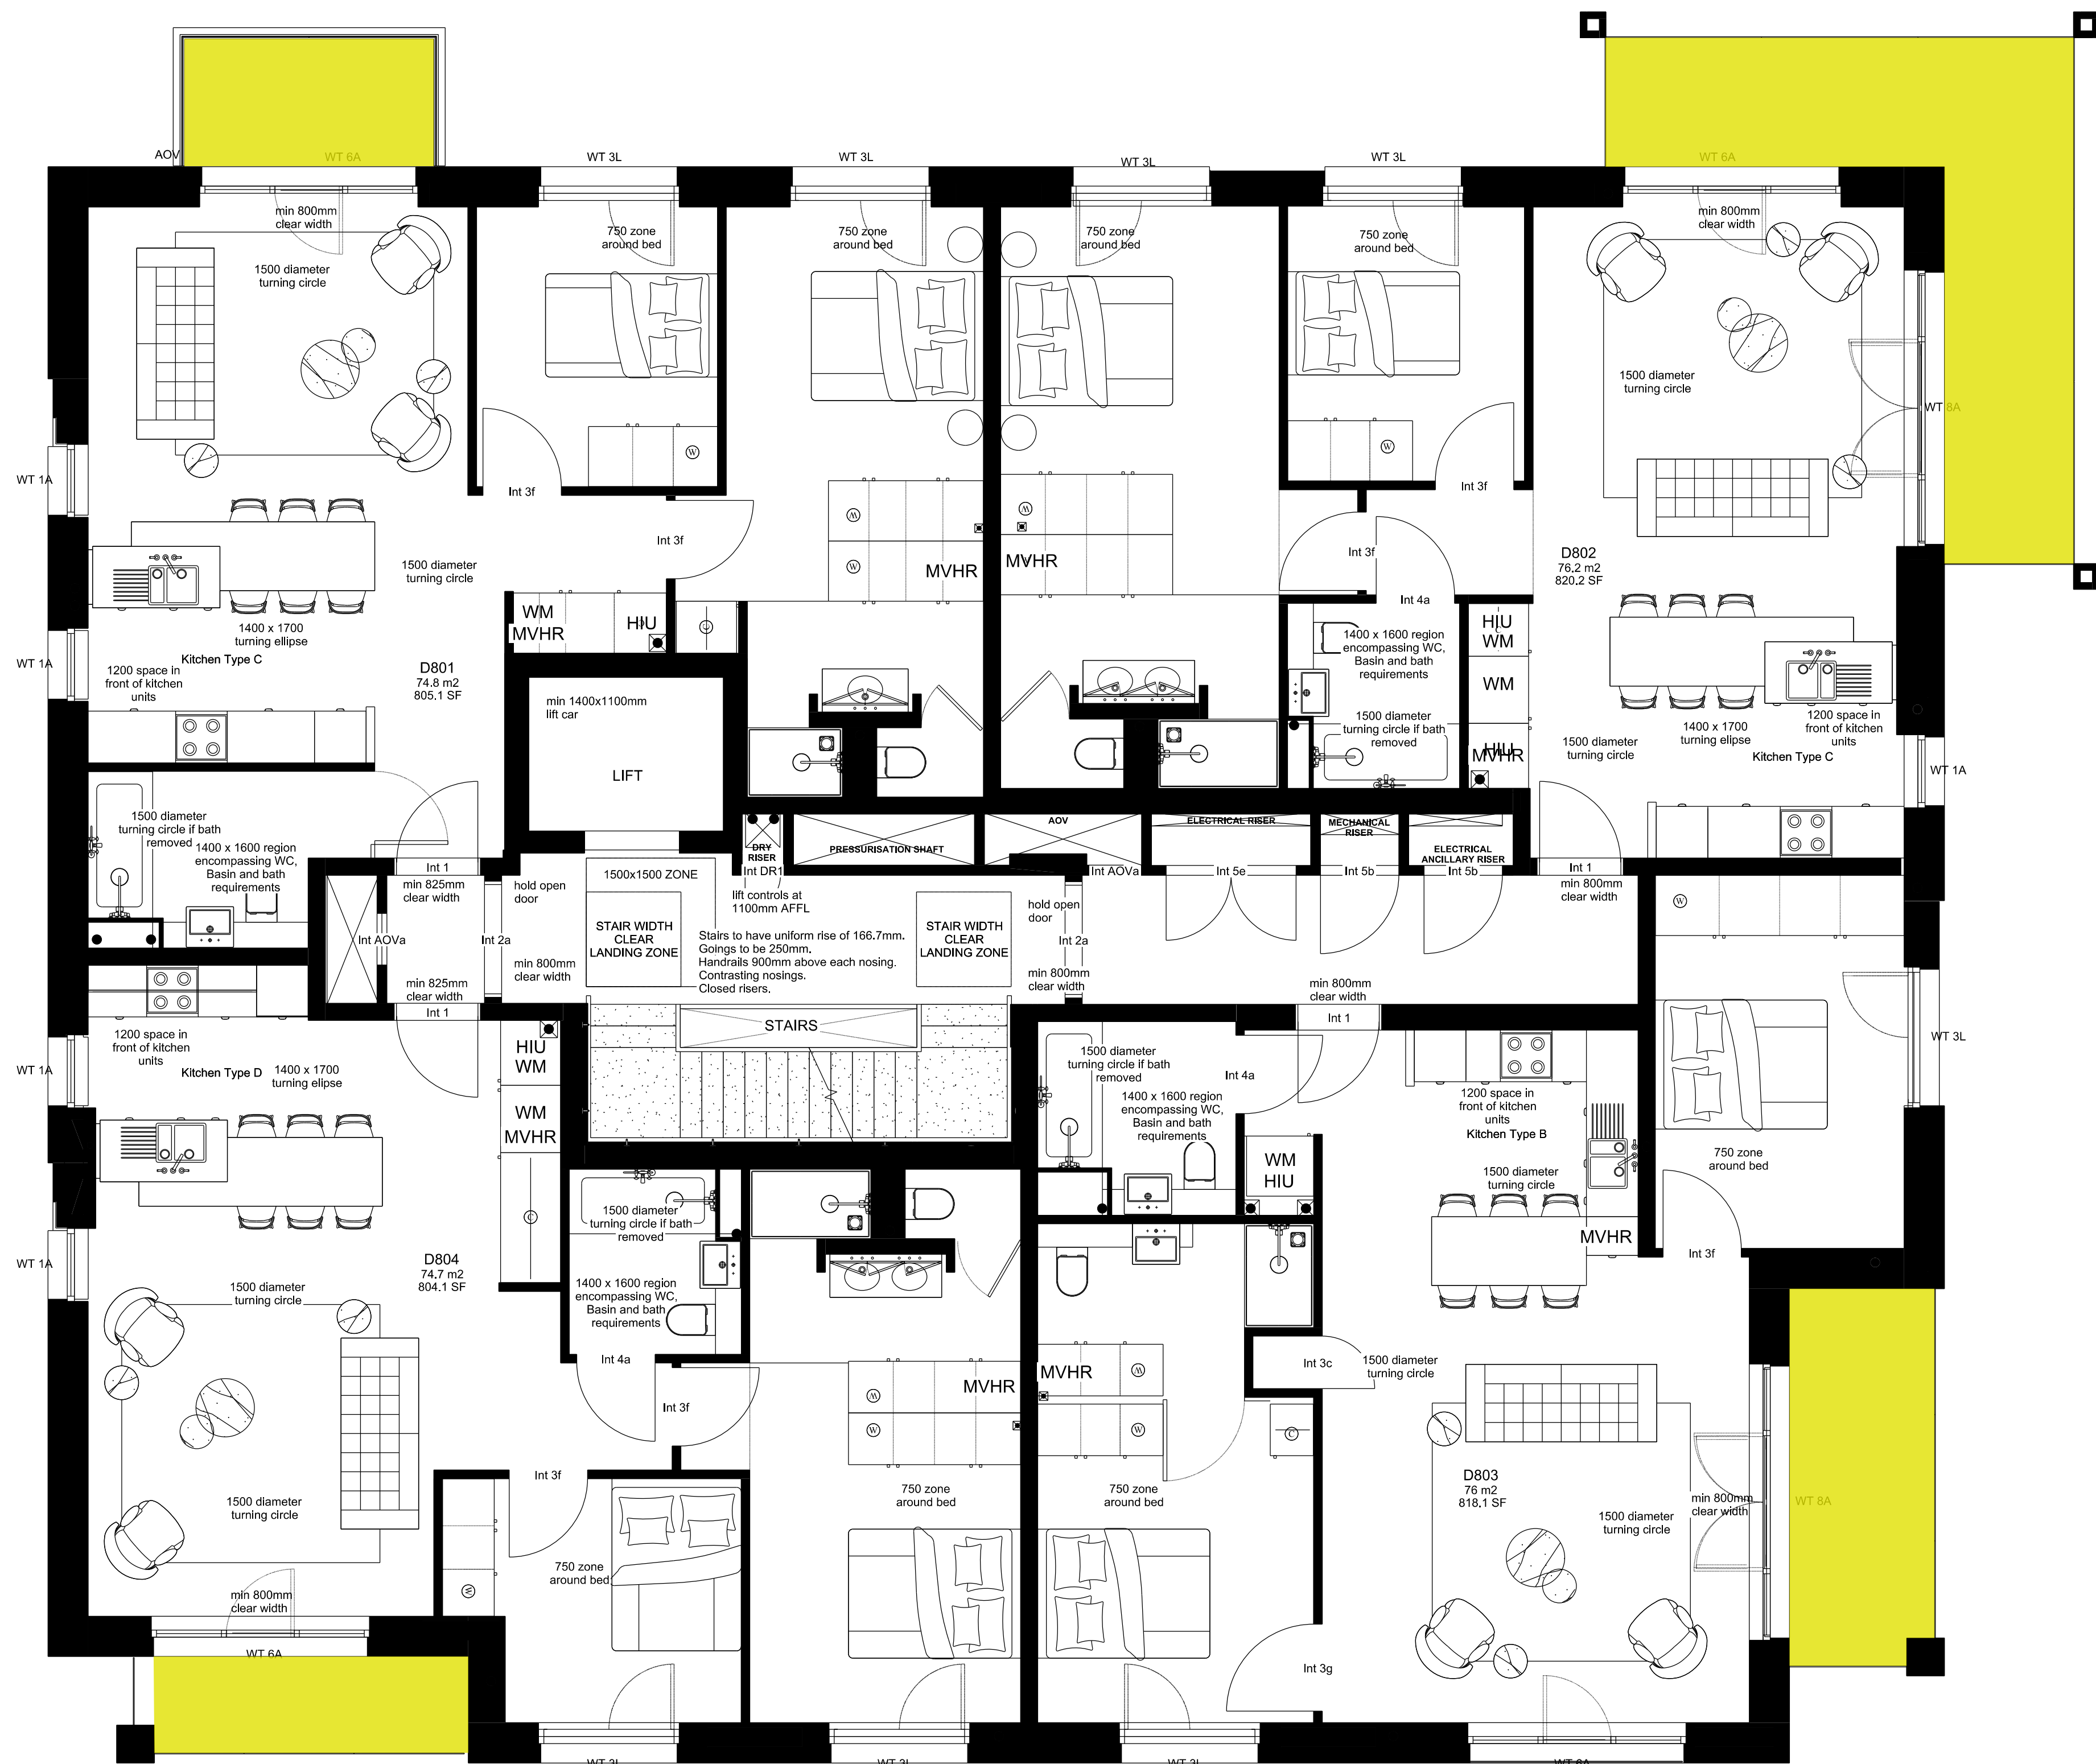 AOV
WT 6A
WT 3L
WT 3L
WT 3L
WT 3L
WT 6A
min 800mm
clear width
750 zone
around bed
750 zone
around bed
750 zone
around bed
750 zone
around bed
min 800mm
clear width
1500 diameter
turning circle
1500 diameter
turning circle
WT 8A
W
W
WT 1A
Int 3f
Int 3f
W
W
Int 3f
Int 3f
W
MVHR
MVHR
1500 diameter
turning circle
D802
76.2 m2
820.2 SF
WM
MVHR
HIU
C
Int 4a
1400 x 1700
turning ellipse
Kitchen Type C
WT 1A
1200 space in
front of kitchen
units
D801
74.8 m2
805.1 SF
1400 x 1600 region
encompassing WC,
Basin and bath
requirements
HIU
WM
WM
HIU
MVHR
min 1400x1100mm
lift car
LIFT
1500 diameter
turning circle if bath
removed
1500 diameter
turning circle
1400 x 1700
turning elipse
1200 space in
front of kitchen
units
Kitchen Type C
WT 1A
1500 diameter
turning circle if bath
removed
1400 x 1600 region
encompassing WC,
Basin and bath
requirements
DRY
RISER
Int DR1
PRESSURISATION SHAFT
AOV
ELECTRICAL RISER
MECHANICAL
RISER
ELECTRICAL
ANCILLARY RISER
Int AOVa
Int 5e
Int 5b
Int 5b
Int 1
min 825mm
clear width
hold open
door
1500x1500 ZONE
lift controls at
1100mm AFFL
hold open
door
Int 1
min 800mm
clear width
W
Int AOVa
Int 2a
STAIR WIDTH
CLEAR
LANDING ZONE
Stairs to have uniform rise of 166.7mm.
Goings to be 250mm.
Handrails 900mm above each nosing.
Contrasting nosings.
Closed risers.
STAIR WIDTH
CLEAR
LANDING ZONE
Int 2a
min 800mm
clear width
min 800mm
clear width
min 825mm
clear width
Int 1
min 800mm
clear width
Int 1
STAIRS
1200 space in
front of kitchen
units
HIU
WM
WT 1A
Kitchen Type D
1400 x 1700
turning elipse
WM
MVHR
1500 diameter
turning circle if bath
removed
Int 4a
1400 x 1600 region
encompassing WC,
Basin and bath
requirements
1200 space in
front of kitchen
units
Kitchen Type B
WT 3L
750 zone
around bed
WM
HIU
1500 diameter
turning circle
C
1500 diameter
turning circle if bath
removed
MVHR
Int 3f
WT 1A
D804
74.7 m2
804.1 SF
1500 diameter
turning circle
1400 x 1600 region
encompassing WC,
Basin and bath
requirements
Int 4a
Int 3f
MVHR
W
W
MVHR
W
W
C
Int 3c
1500 diameter
turning circle
Int 3f
750 zone
around bed
750 zone
around bed
D803
76 m2
818.1 SF
1500 diameter
turning circle
min 800mm
clear width
WT 8A
1500 diameter
turning circle
750 zone
around bed
W
min 800mm
clear width
WT 6A
Int 3g
WT 3L
WT 3L
WT 3L
WT 6A